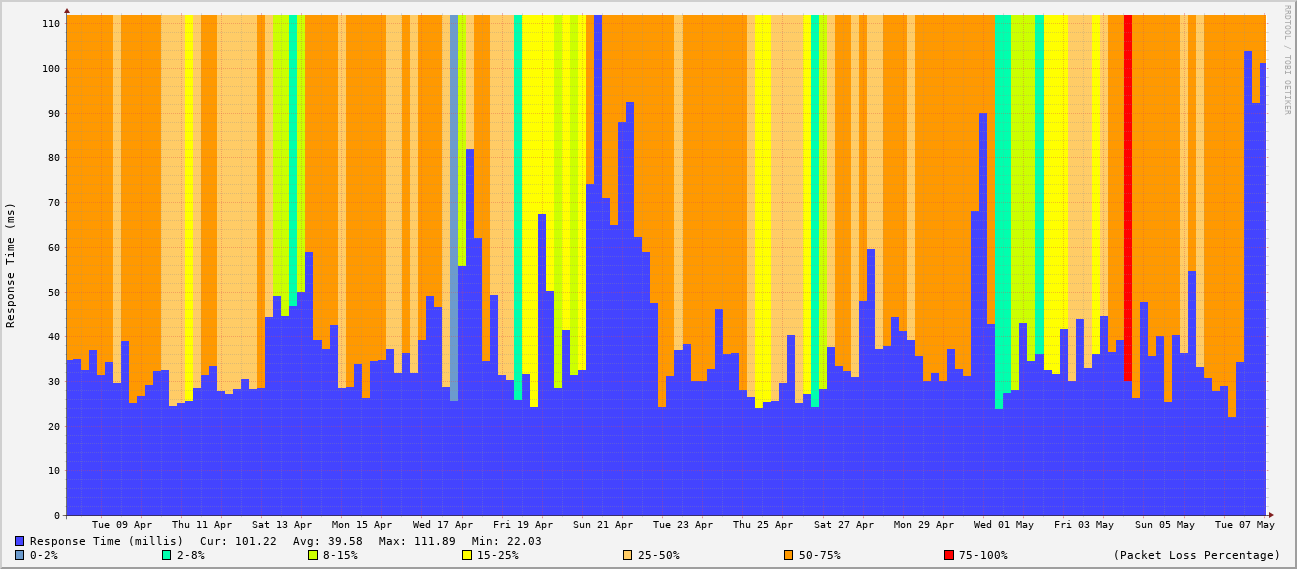 RRDTOOL / TOBI OETIKER
Response Time (ms)
110
100
90
80
70
60
50
40
30
20
10
0
Tue 09 Apr Thu 11 Apr Sat 13 Apr Mon 15 Apr Wed 17 Apr Fri 19 Apr Sun 21 Apr Tue 23 Apr Thu 25 Apr Sat 27 Apr Mon 29 Apr Wed 01 May Fri 03 May Sun 05 May Tue 07 May
Response Time (millis) Cur: 101.22 Avg: 39.58 Max: 111.89 Min: 22.03
0-2% 2-8% 8-15% 15-25% 25-50% 50-75% 75-100% (Packet Loss Percentage)